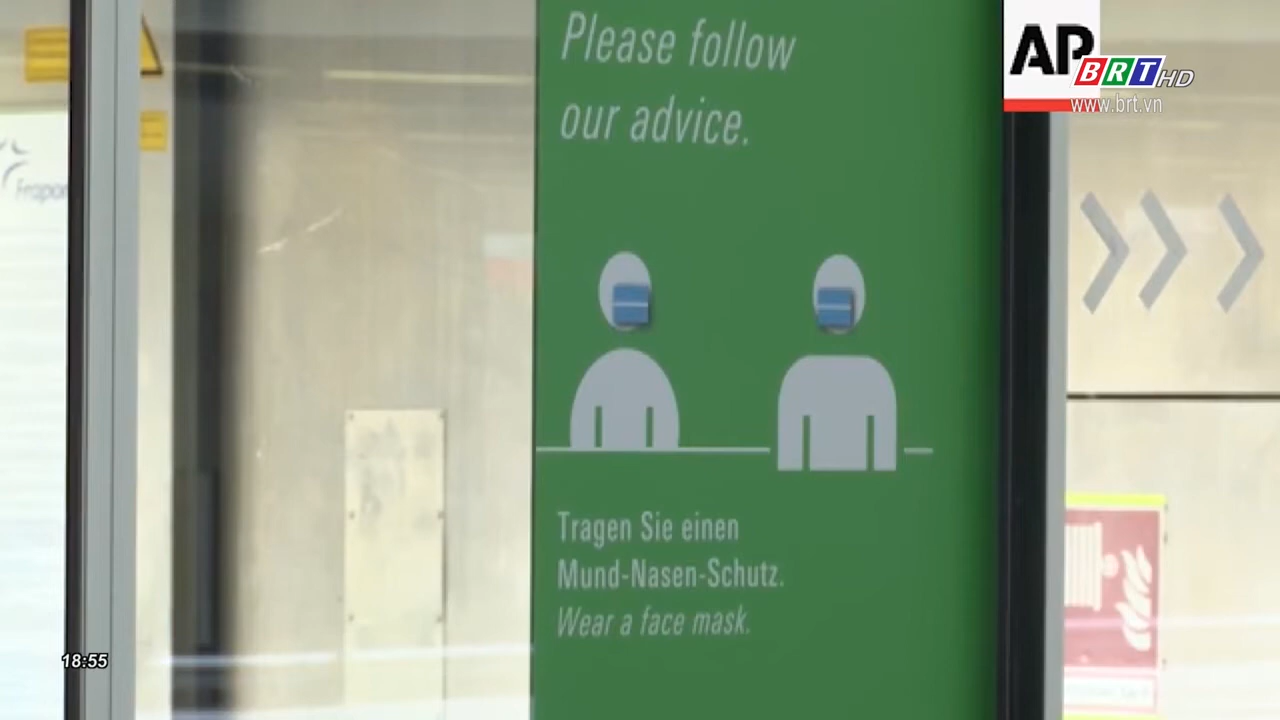 Please follow
our advice.
AP
BRT HD
www.brt.vn
Frapor
Tragen Sie einen
Mund-Nasen-Schutz.
Wear a face mask.
18:55